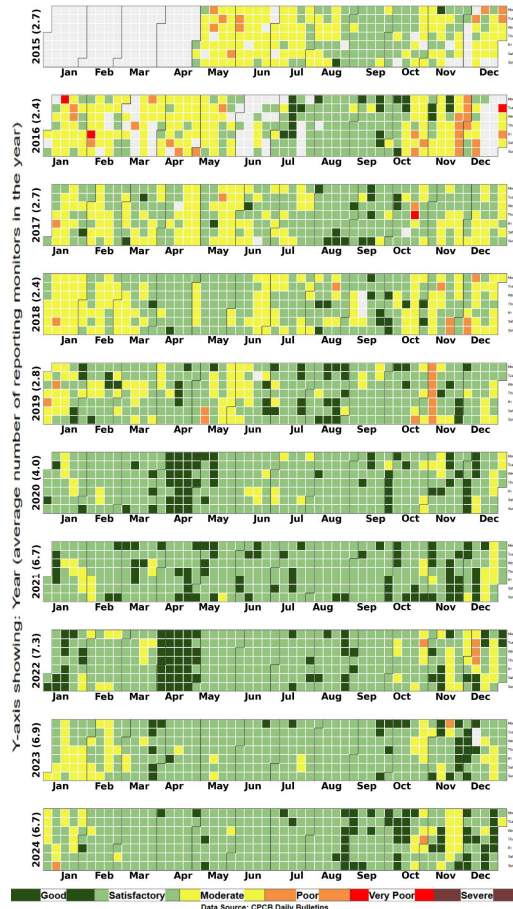 Y-axis showing: Year (average number of reporting monitors in the year)
2015 (2.7)
Jan Feb Mar Apr May Jun Jul Aug Sep Oct Nov Dec
2016 (2.4)
Jan Feb Mar Apr May Jun Jul Aug Sep Oct Nov Dec
2017 (2.7)
Jan Feb Mar Apr May Jun Jul Aug Sep Oct Nov Dec
2018 (2.4)
Jan Feb Mar Apr May Jun Jul Aug Sep Oct Nov Dec
2019 (2.8)
Jan Feb Mar Apr May Jun Jul Aug Sep Oct Nov Dec
2020 (4.0)
Jan Feb Mar Apr May Jun Jul Aug Sep Oct Nov Dec
2021 (6.7)
Jan Feb Mar Apr May Jun Jul Aug Sep Oct Nov Dec
2022 (7.3)
Jan Feb Mar Apr May Jun Jul Aug Sep Oct Nov Dec
2023 (6.9)
Jan Feb Mar Apr May Jun Jul Aug Sep Oct Nov Dec
2024 (6.7)
Jan Feb Mar Apr May Jun Jul Aug Sep Oct Nov Dec
Good Satisfactory Moderate Poor Very Poor Severe
Data Source: CPCB Daily Bulletins